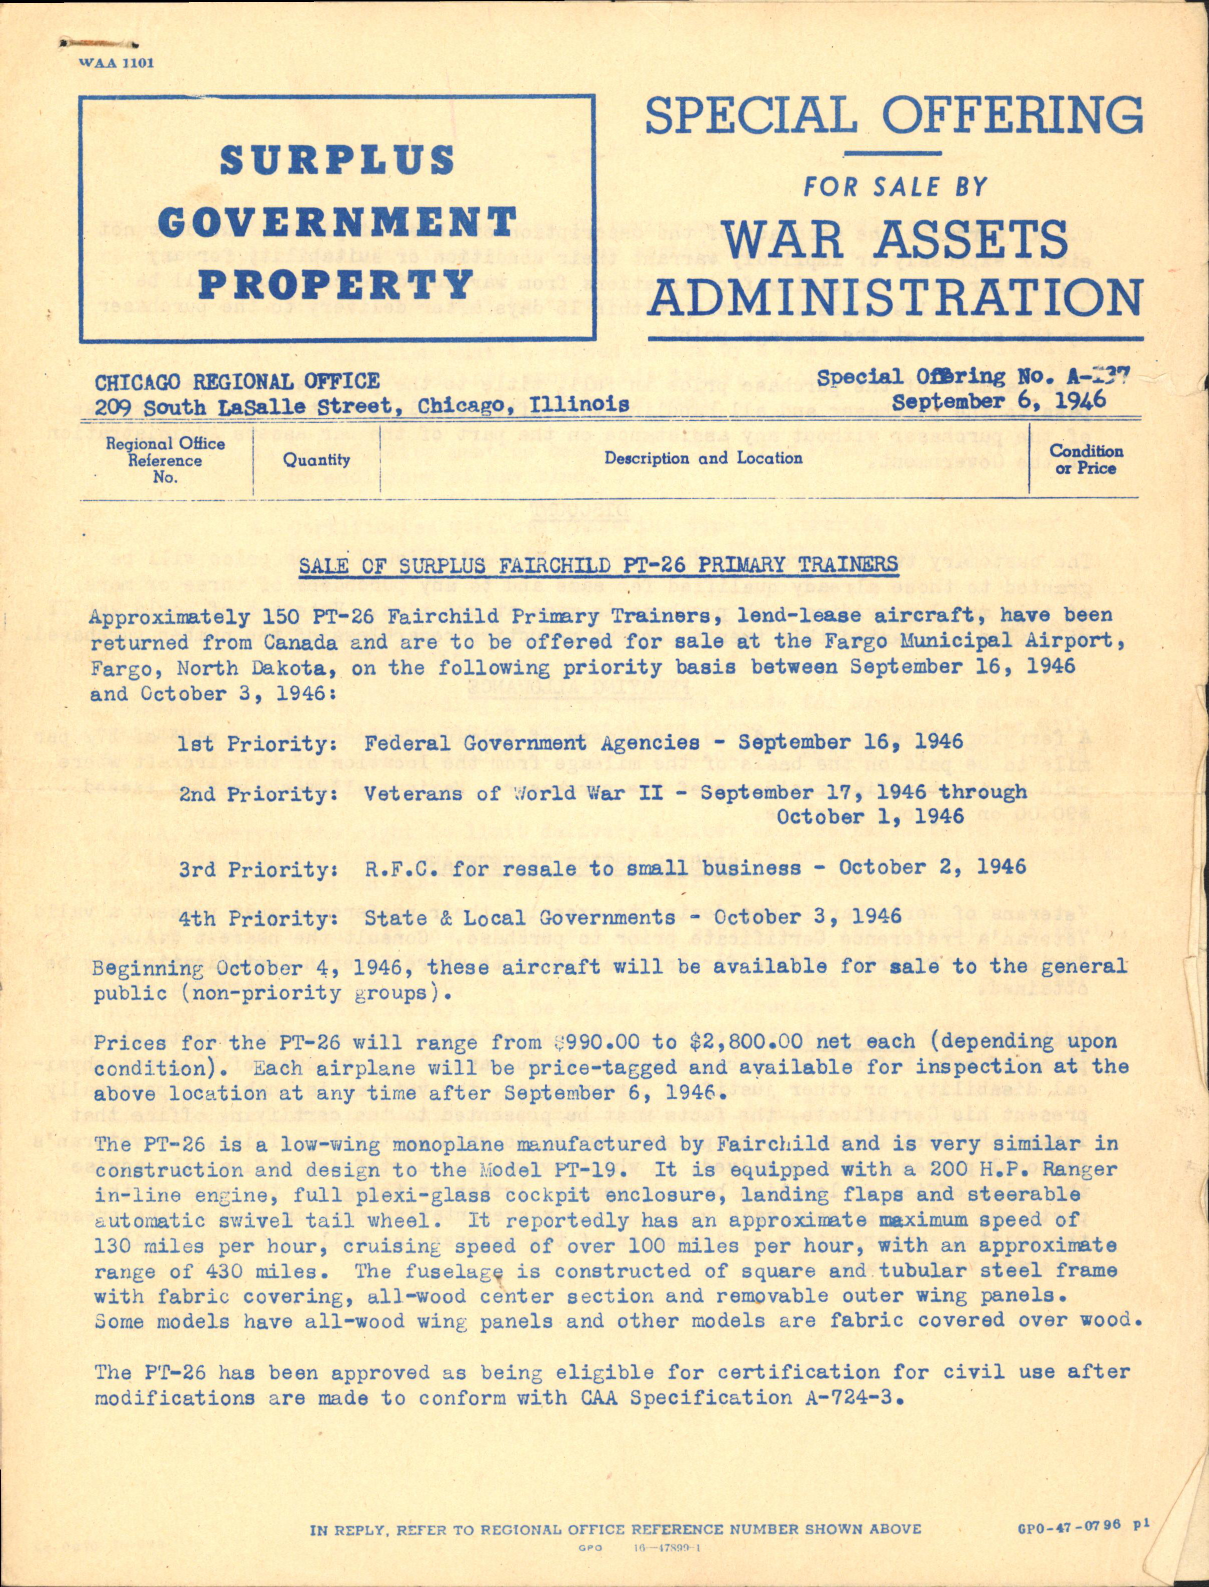 WAA 1101
SURPLUS
GOVERNMENT
PROPERTY
SPECIAL OFFERING
FOR SALE BY
WAR ASSETS
ADMINISTRATION
CHICAGO REGIONAL OFFICE
209 South LaSalle Street, Chicago, Illinois
Special Offering No. A-137
September 6, 1946
Regional Office
Reference
No.
Quantity
Description and Location
Condition
or Price
SALE OF SURPLUS FAIRCHILD PT-26 PRIMARY TRAINERS
Approximately 150 PT-26 Fairchild Primary Trainers, lend-lease aircraft, have been
returned from Canada and are to be offered for sale at the Fargo Municipal Airport,
Fargo, North Dakota, on the following priority basis between September 16, 1946
and October 3, 1946:
1st Priority: Federal Government Agencies - September 16, 1946
2nd Priority: Veterans of World War II - September 17, 1946 through
October 1, 1946
3rd Priority: R.F.C. for resale to small business - October 2, 1946
4th Priority: State & Local Governments - October 3, 1946
Beginning October 4, 1946, these aircraft will be available for sale to the general
public (non-priority groups).
Prices for the PT-26 will range from $990.00 to $2,800.00 net each (depending upon
condition). Each airplane will be price-tagged and available for inspection at the
above location at any time after September 6, 1946.
The PT-26 is a low-wing monoplane manufactured by Fairchild and is very similar in
construction and design to the Model PT-19. It is equipped with a 200 H.P. Ranger
in-line engine, full plexi-glass cockpit enclosure, landing flaps and steerable
automatic swivel tail wheel. It reportedly has an approximate maximum speed of
130 miles per hour, cruising speed of over 100 miles per hour, with an approximate
range of 430 miles. The fuselage is constructed of square and tubular steel frame
with fabric covering, all-wood center section and removable outer wing panels.
Some models have all-wood wing panels and other models are fabric covered over wood.
The PT-26 has been approved as being eligible for certification for civil use after
modifications are made to conform with CAA Specification A-724-3.
IN REPLY, REFER TO REGIONAL OFFICE REFERENCE NUMBER SHOWN ABOVE
GPO 16-47899-1
GPO-47-0796 p1